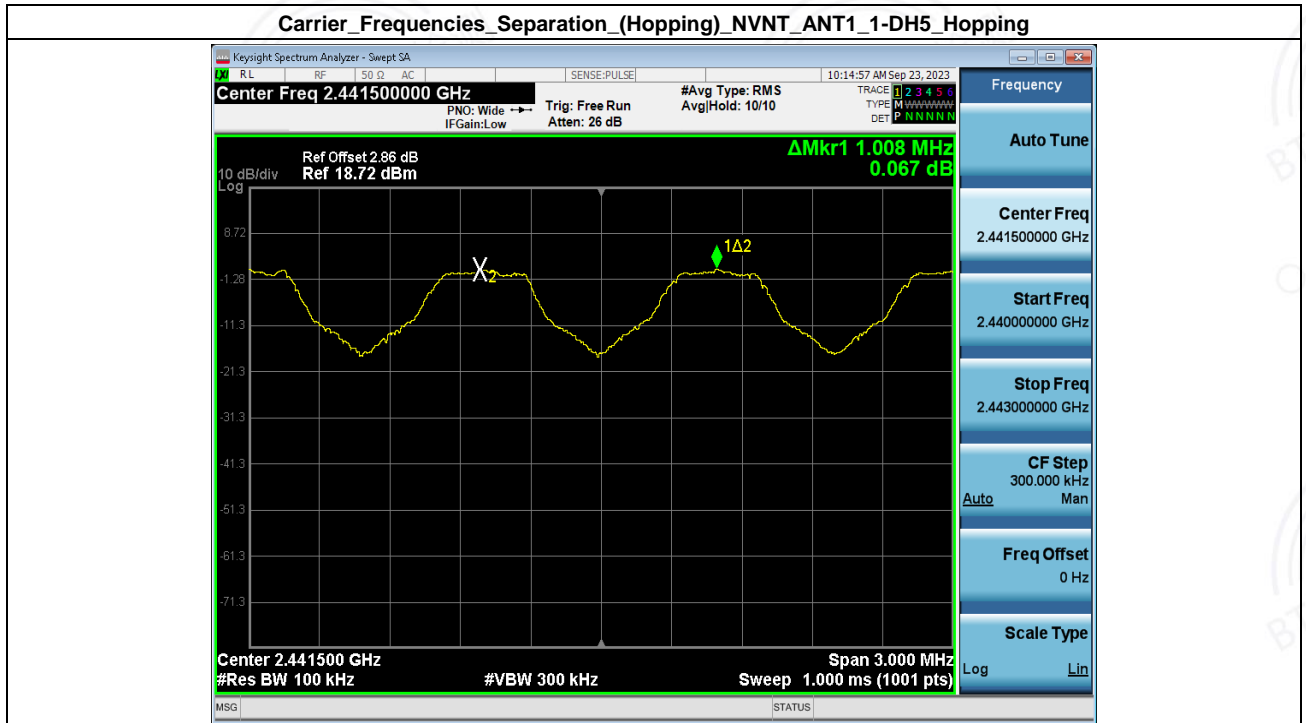 Carrier_Frequencies_Separation_(Hopping)_NVNT_ANT1_1-DH5_Hopping
Keysight Spectrum Analyzer - Swept SA
LXI RL RF 50 Ω AC SENSE:PULSE 10:14:57 AM Sep 23, 2023
Center Freq 2.441500000 GHz
PNO: Wide
IFGain:Low
Trig: Free Run
Atten: 26 dB
#Avg Type: RMS
Avg|Hold: 10/10
TRACE 1 2 3 4 5 6
TYPE M WWWWW
DET P N N N N N
ΔMkr1 1.008 MHz
0.067 dB
Ref Offset 2.86 dB
10 dB/div Ref 18.72 dBm
Log
8.72
-1.28
-11.3
-21.3
-31.3
-41.3
-51.3
-61.3
-71.3
X2
1Δ2
Center 2.441500 GHz Span 3.000 MHz
#Res BW 100 kHz #VBW 300 kHz Sweep 1.000 ms (1001 pts)
MSG STATUS
Frequency
Auto Tune
Center Freq
2.441500000 GHz
Start Freq
2.440000000 GHz
Stop Freq
2.443000000 GHz
CF Step
300.000 kHz
Auto Man
Freq Offset
0 Hz
Scale Type
Log Lin